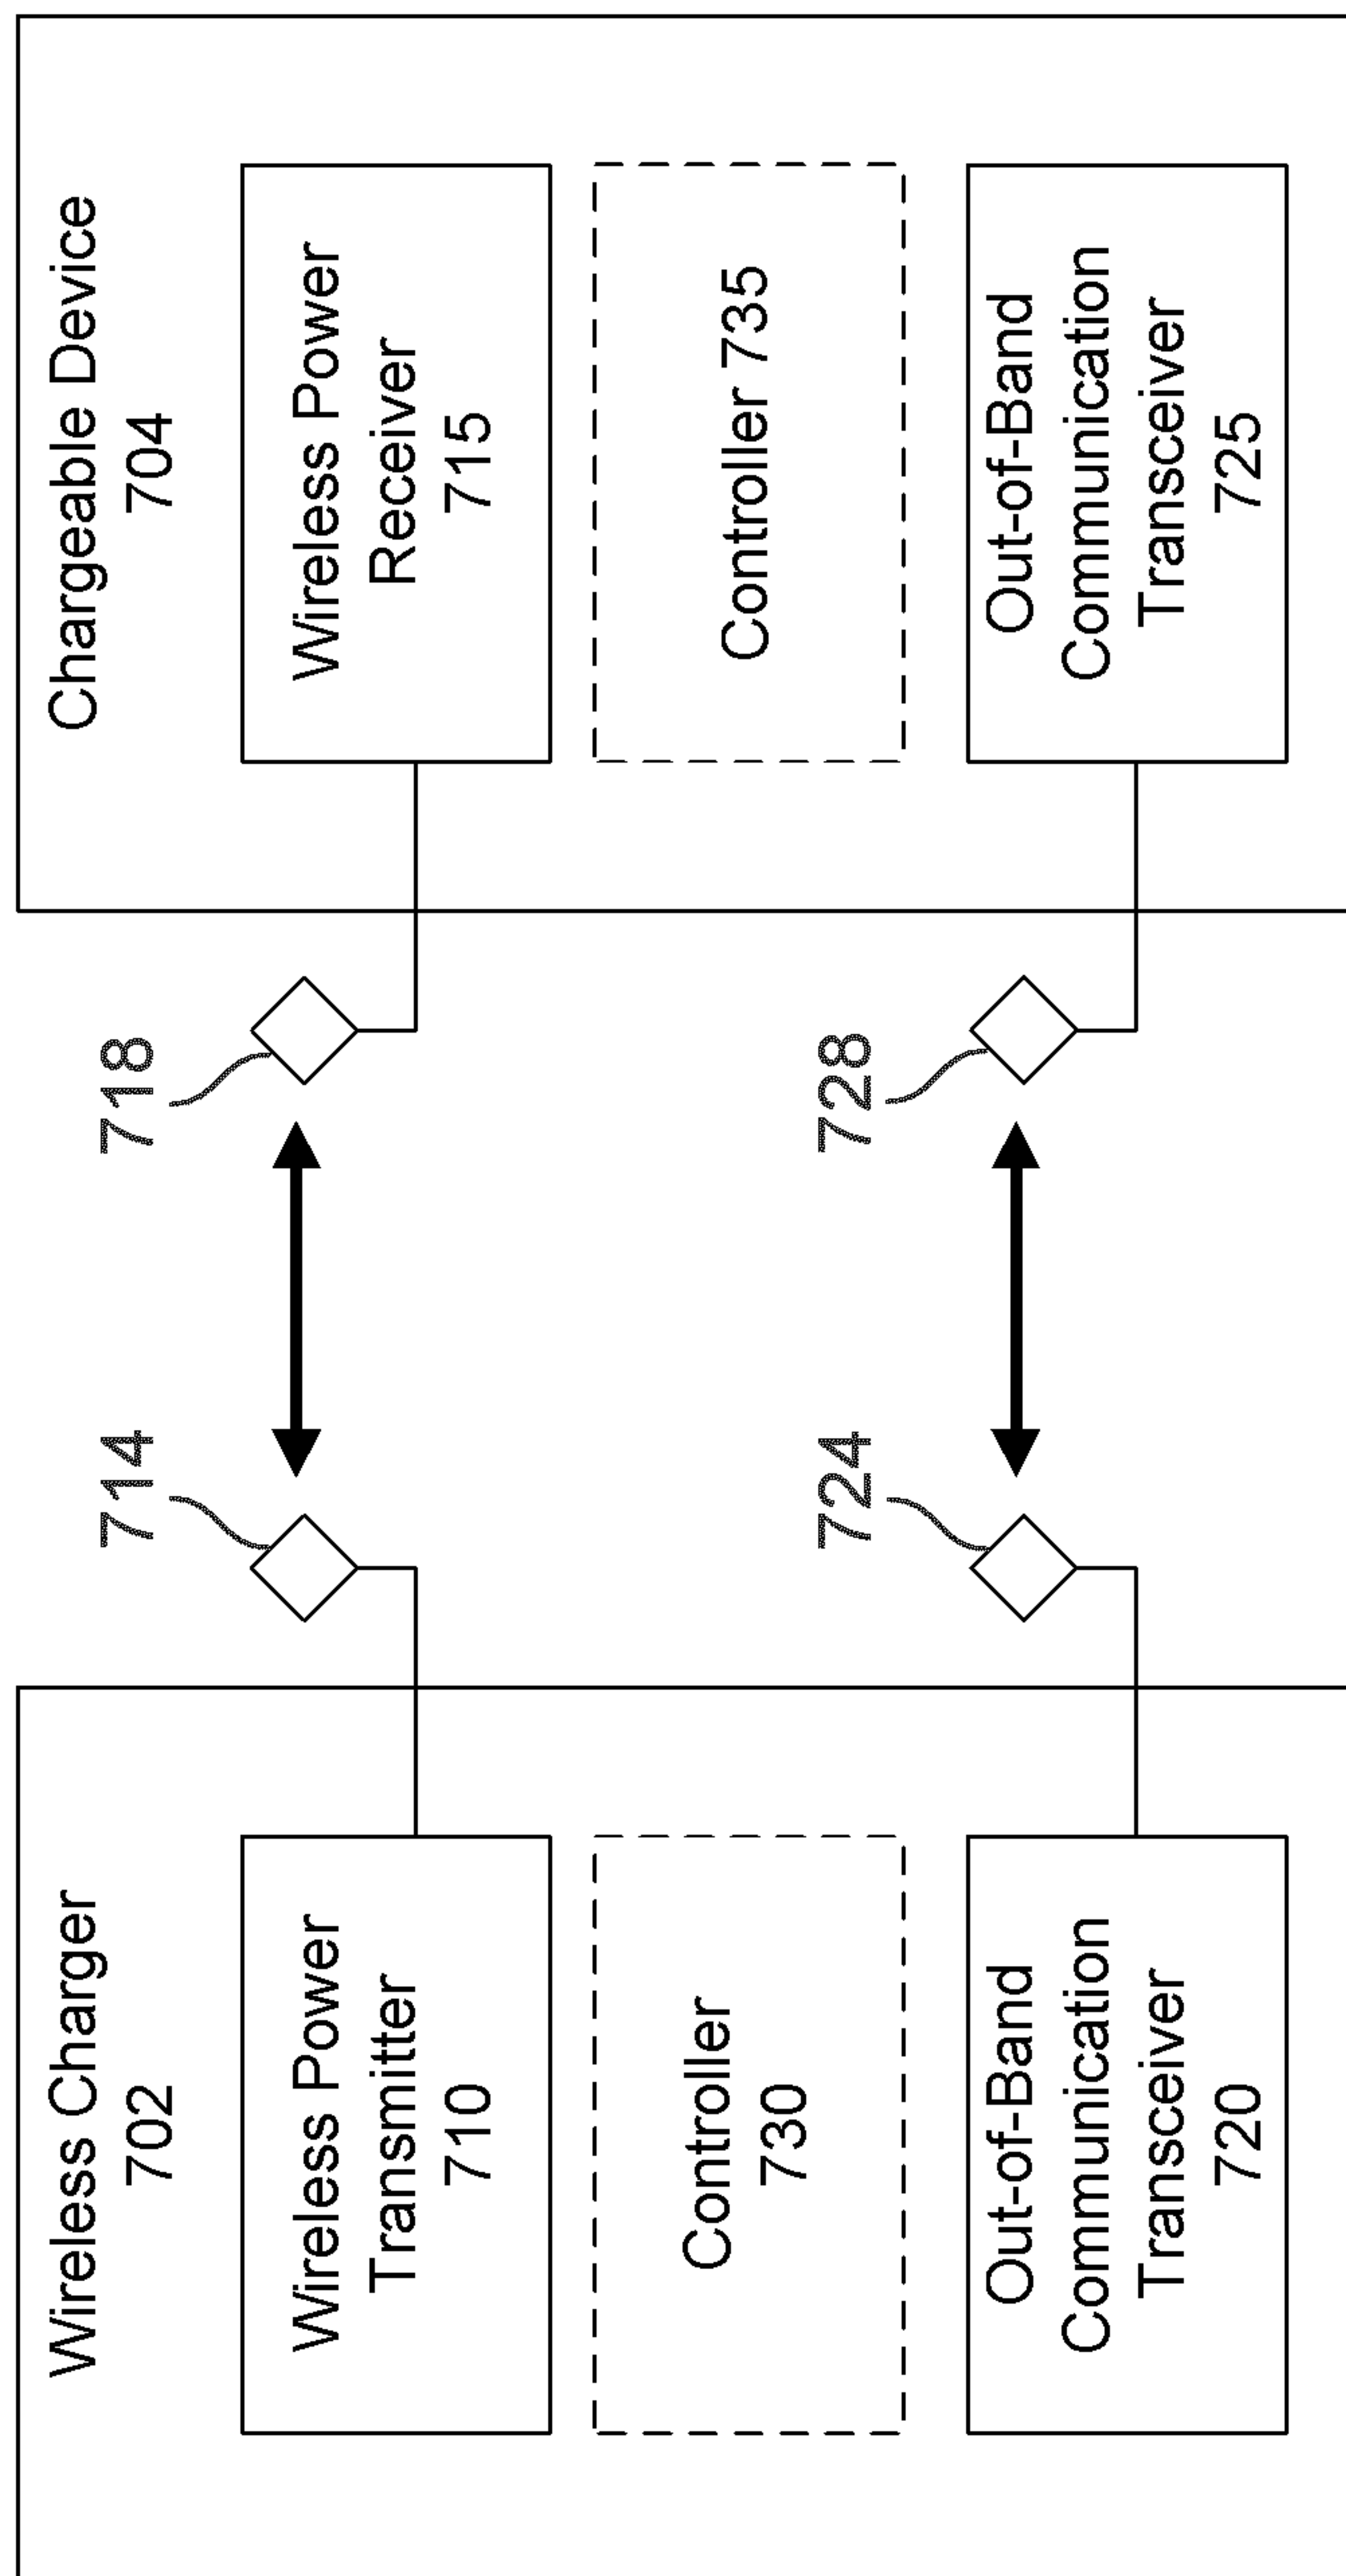 Wireless Charger
702
Wireless Power
Transmitter
710
Controller
730
Out-of-Band
Communication
Transceiver
720
714
718
724
728
Chargeable Device
704
Wireless Power
Receiver
715
Controller 735
Out-of-Band
Communication
Transceiver
725